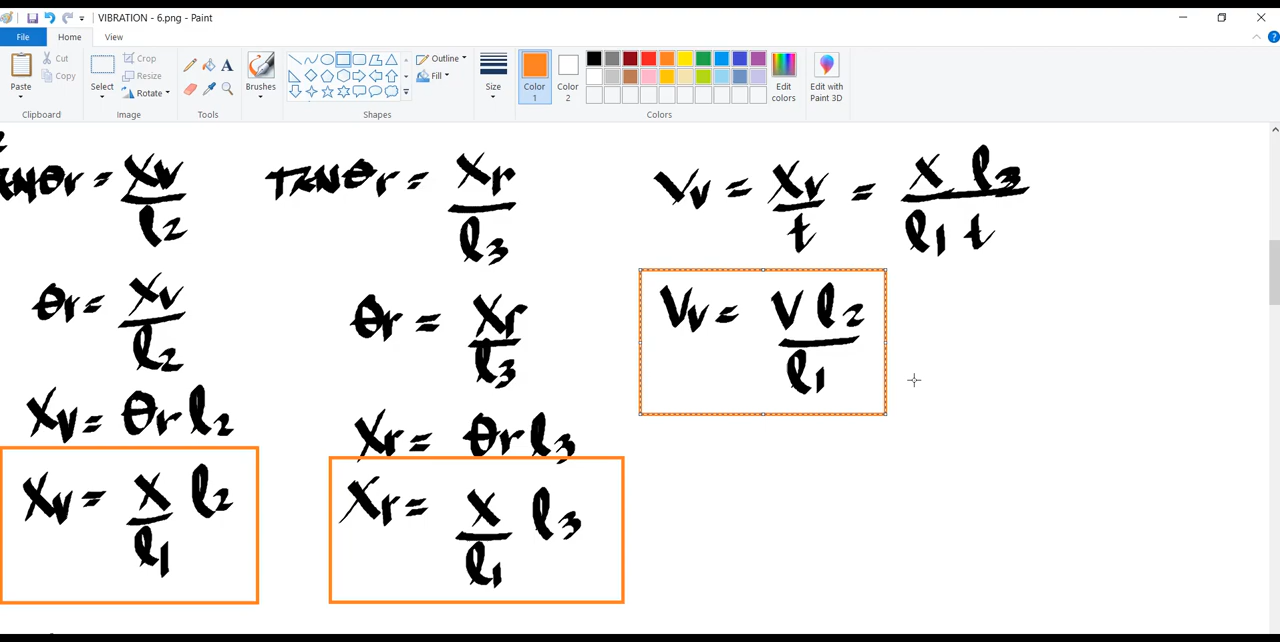 VIBRATION - 6.png - Paint
File Home View
Paste
Cut
Copy
Clipboard
Select
Crop
Resize
Rotate
Image
A
Tools
Brushes
Shapes
Outline
Fill
Size
Color 1
Color 2
Edit colors
Edit with Paint 3D
Colors
ANθr = Xv/l2
TANθr = Xr/l3
Vv = Xv/t = X l3/l1 t
θr = Xv/l2
θr = Xr/l3
Vv = V l2/l1
Xv = θr l2
Xr = θr l3
Xv = X/l1 l2
Xr = X/l1 l3